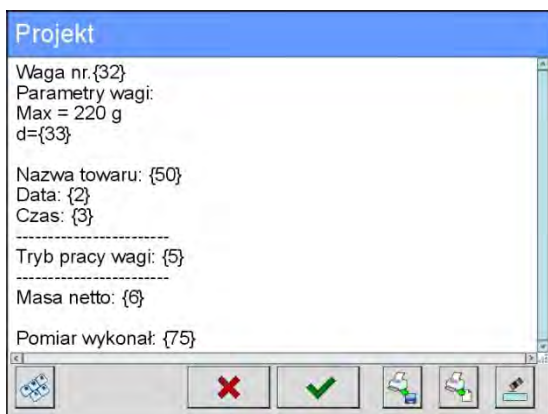 Projekt
Waga nr.{32}
Parametry wagi:
Max = 220 g
d={33}
Nazwa towaru: {50}
Data: {2}
Czas: {3}
-----------------------
Tryb pracy wagi: {5}
-----------------------
Masa netto: {6}
Pomiar wykonał: {75}